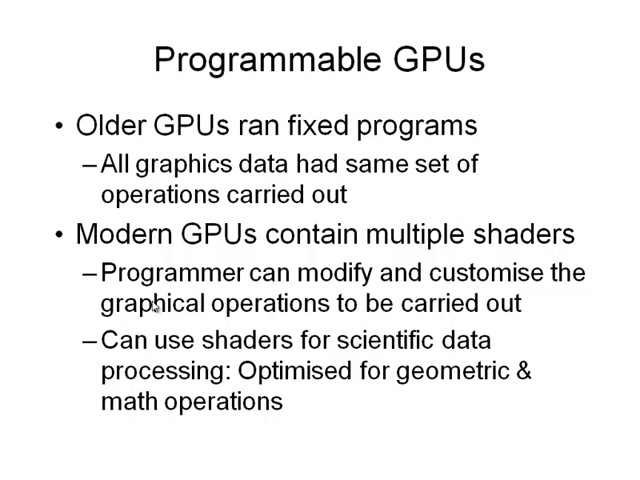 Programmable GPUs
• Older GPUs ran fixed programs
–All graphics data had same set of
operations carried out
• Modern GPUs contain multiple shaders
–Programmer can modify and customise the
graphical operations to be carried out
–Can use shaders for scientific data
processing: Optimised for geometric &
math operations